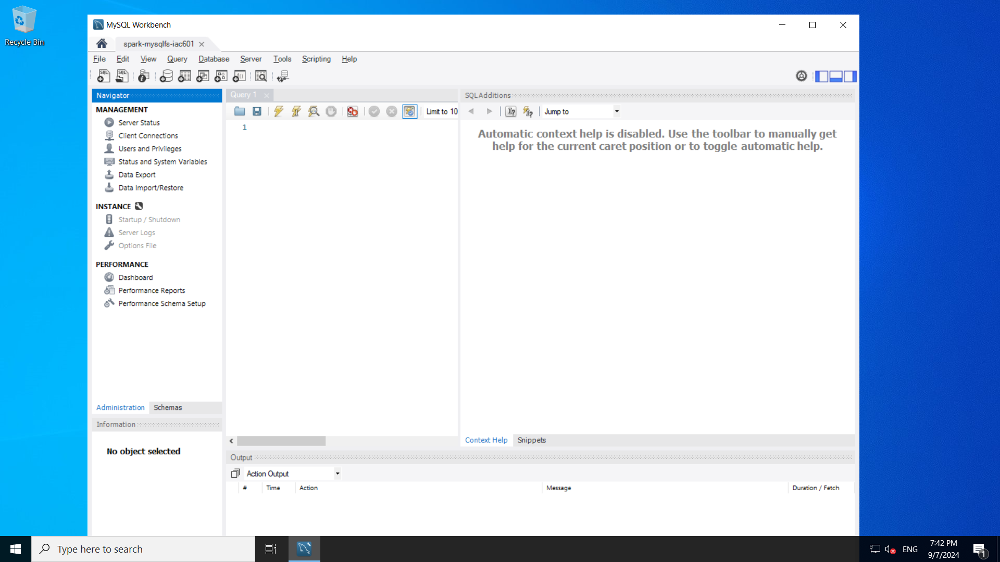 Recycle Bin
MySQL Workbench
spark-mysqlfs-iac601
File Edit View Query Database Server Tools Scripting Help
Navigator
MANAGEMENT
Server Status
Client Connections
Users and Privileges
Status and System Variables
Data Export
Data Import/Restore
INSTANCE
Startup / Shutdown
Server Logs
Options File
PERFORMANCE
Dashboard
Performance Reports
Performance Schema Setup
Administration Schemas
Information
No object selected
Query 1
Limit to 10
1
SQLAdditions
Jump to
Automatic context help is disabled. Use the toolbar to manually get
help for the current caret position or to toggle automatic help.
Context Help Snippets
Output
Action Output
# Time Action Message Duration / Fetch
Type here to search
ENG
7:42 PM
9/7/2024
1